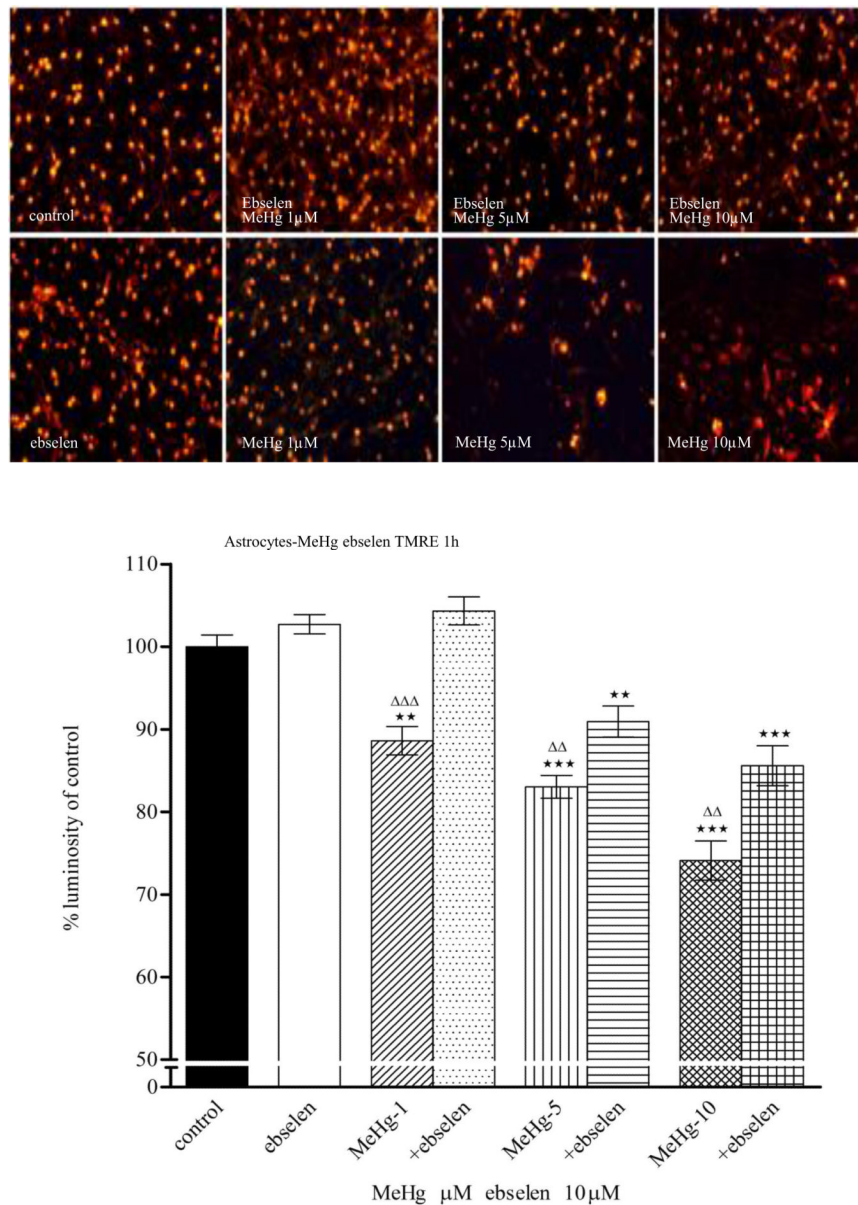 control
Ebselen
MeHg 1µM
Ebselen
MeHg 5µM
Ebselen
MeHg 10µM
ebselen
MeHg 1µM
MeHg 5µM
MeHg 10µM
Astrocytes-MeHg ebselen TMRE 1h
% luminosity of control
110
100
90
80
70
60
50
0
ΔΔΔ
★★
ΔΔ
★★★
★★
ΔΔ
★★★
★★★
control
ebselen
MeHg-1
+ebselen
MeHg-5
+ebselen
MeHg-10
+ebselen
MeHg µM ebselen 10µM